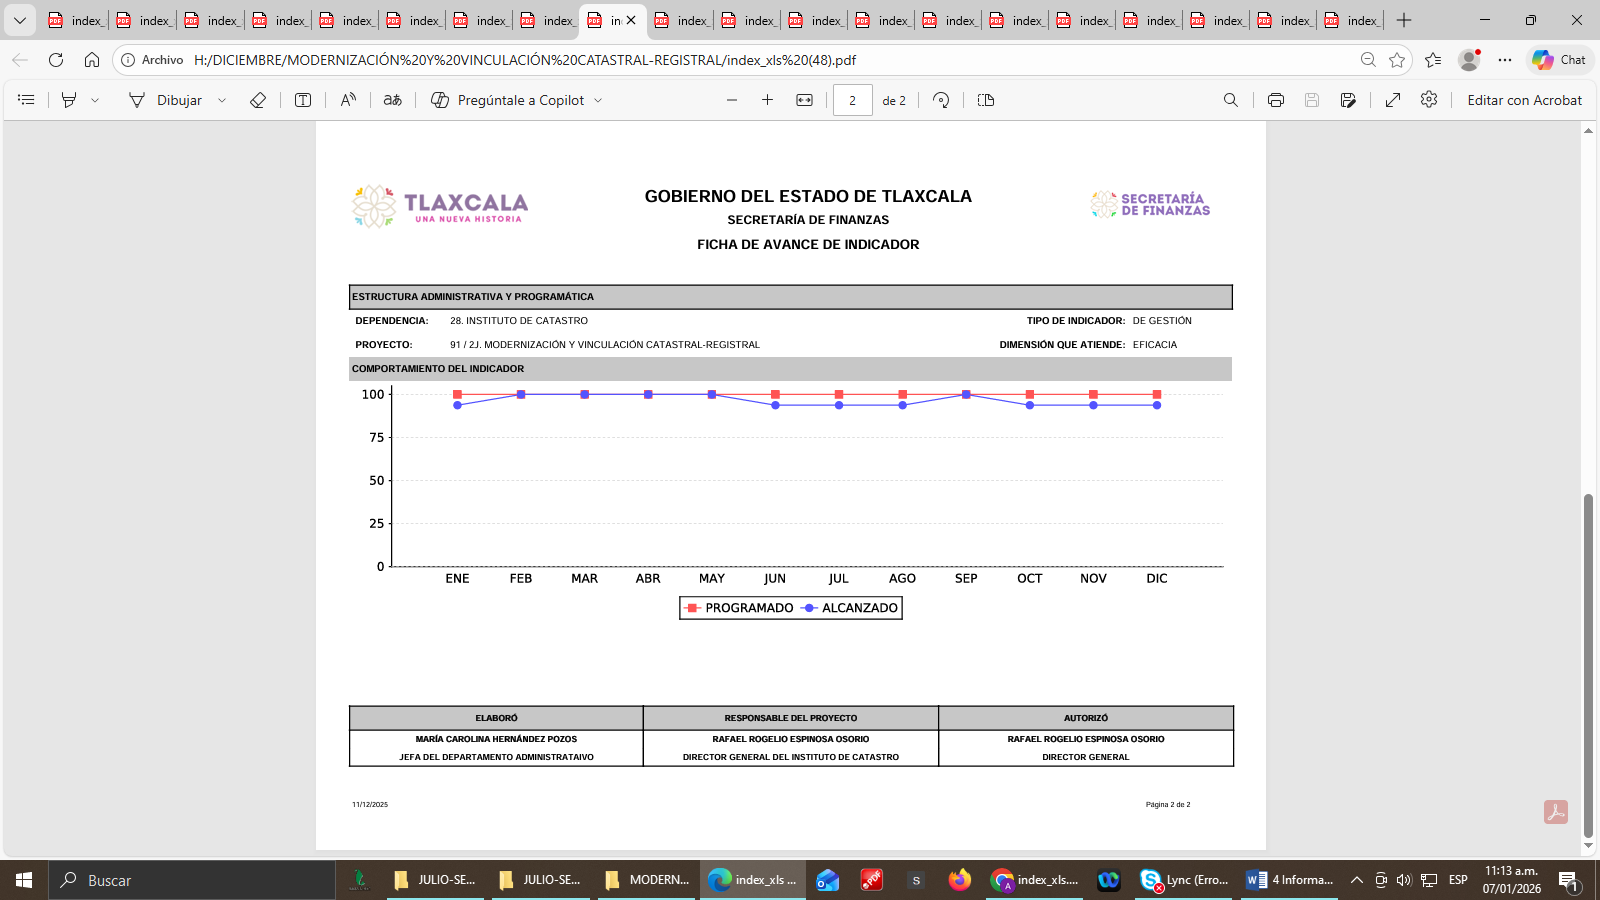 index_
index_
index_
index_
index_
index_
index_
index_
in
index_
index_
index_
index_
index_
index_
index_
index_
index_
index_
index_
Archivo
H:/DICIEMBRE/MODERNIZACIÓN%20Y%20VINCULACIÓN%20CATASTRAL-REGISTRAL/index_xls%20(48).pdf
Chat
Dibujar
Pregúntale a Copilot
2
de 2
Editar con Acrobat
TLAXCALA
UNA NUEVA HISTORIA
GOBIERNO DEL ESTADO DE TLAXCALA
SECRETARÍA DE FINANZAS
FICHA DE AVANCE DE INDICADOR
SECRETARÍA
DE FINANZAS
ESTRUCTURA ADMINISTRATIVA Y PROGRAMÁTICA
DEPENDENCIA: 28. INSTITUTO DE CATASTRO TIPO DE INDICADOR: DE GESTIÓN
PROYECTO: 91 / 2J. MODERNIZACIÓN Y VINCULACIÓN CATASTRAL-REGISTRAL DIMENSIÓN QUE ATIENDE: EFICACIA
COMPORTAMIENTO DEL INDICADOR
100
75
50
25
0
ENE FEB MAR ABR MAY JUN JUL AGO SEP OCT NOV DIC
PROGRAMADO ALCANZADO
ELABORÓ RESPONSABLE DEL PROYECTO AUTORIZÓ
MARÍA CAROLINA HERNÁNDEZ POZOS RAFAEL ROGELIO ESPINOSA OSORIO RAFAEL ROGELIO ESPINOSA OSORIO
JEFA DEL DEPARTAMENTO ADMINISTRATAIVO DIRECTOR GENERAL DEL INSTITUTO DE CATASTRO DIRECTOR GENERAL
11/12/2025 Página 2 de 2
Buscar
JULIO-SE...
JULIO-SE...
MODERN...
index_xls ...
index_xls....
Lync (Erro...
4 Informa...
ESP
11:13 a.m.
07/01/2026
1